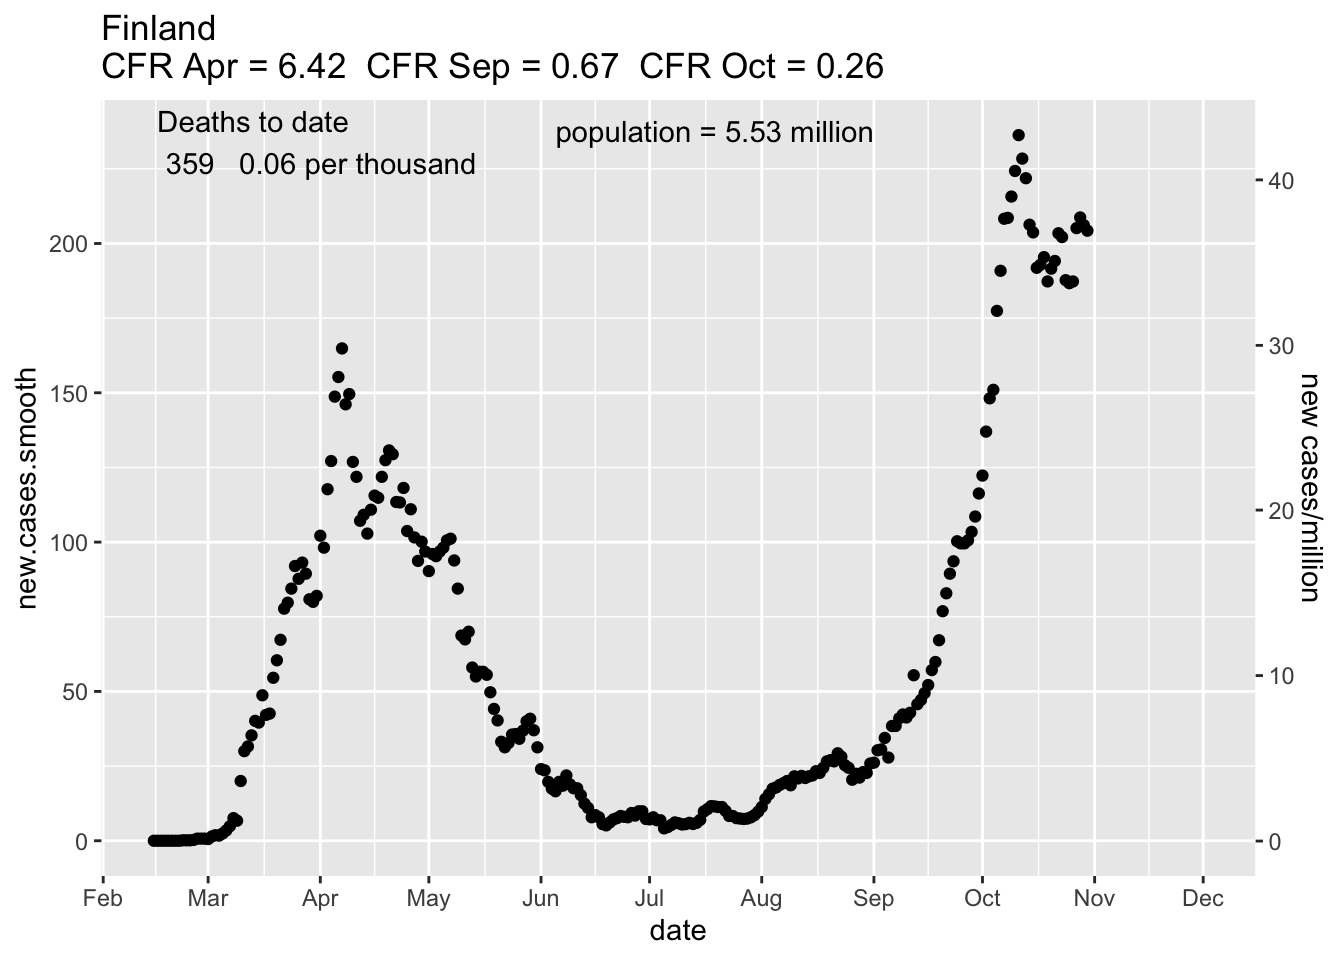 Finland
CFR Apr = 6.42  CFR Sep = 0.67  CFR Oct = 0.26
Deaths to date
359   0.06 per thousand
population = 5.53 million
new.cases.smooth
200
150
100
50
0
40
30
20
10
0
new cases/million
Feb Mar Apr May Jun Jul Aug Sep Oct Nov Dec
date